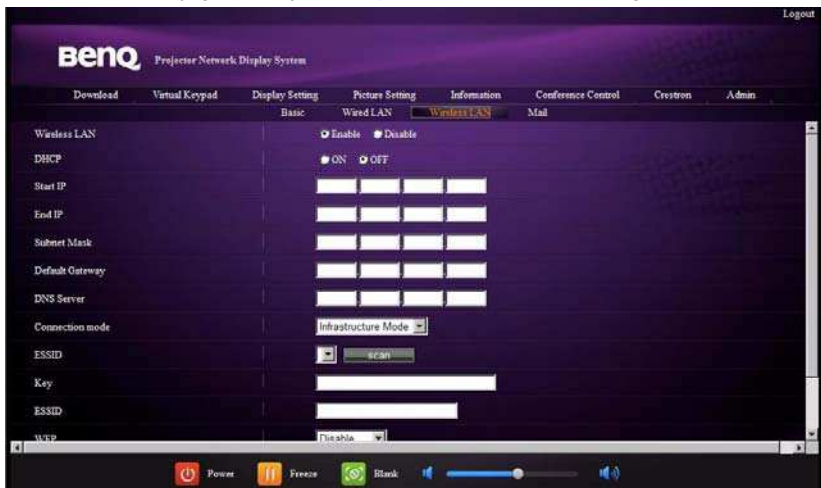 Logout
BenQ Projector Network Display System
Download Virtual Keypad Display Setting Picture Setting Information Conference Control Crestron Admin
Basic Wired LAN Wireless LAN Mail
Wireless LAN Enable Disable
DHCP ON OFF
Start IP
End IP
Subnet Mask
Default Gateway
DNS Server
Connection mode Infrastructure Mode
ESSID scan
Key
ESSID
WEP Disable
Power Freeze Blank